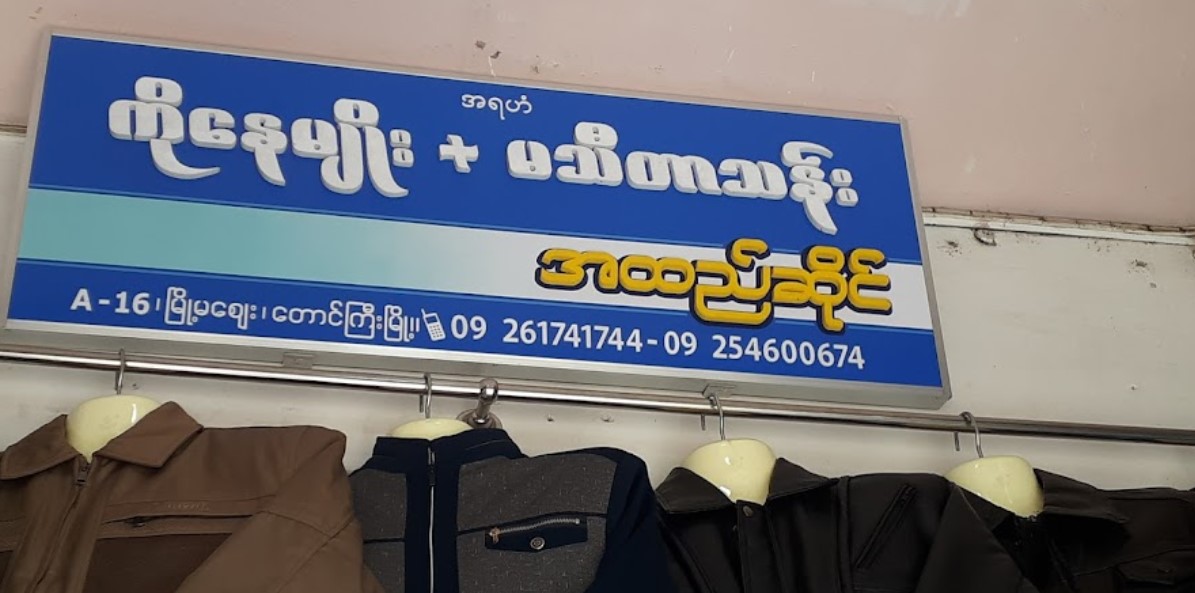 အရဟံ
ကိုနေမျိုး + မသီတာသန်း
အထည်ဆိုင်
A - 16၊ မြို့မဈေး၊ တောင်ကြီးမြို့။ 09 261741744 - 09 254600674